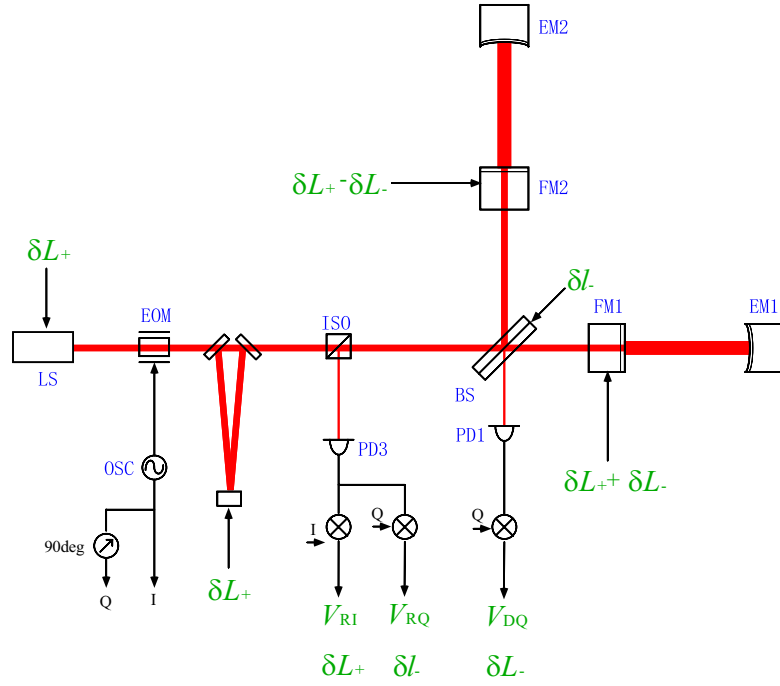 EM2
δL+ -δL-
FM2
δL+
δl-
EOM
ISO
FM1
EM1
LS
BS
PD3
PD1
OSC
δL++ δL-
90deg
I
Q
Q
Q
I
δL+
VRI
VRQ
VDQ
δL+
δl-
δL-